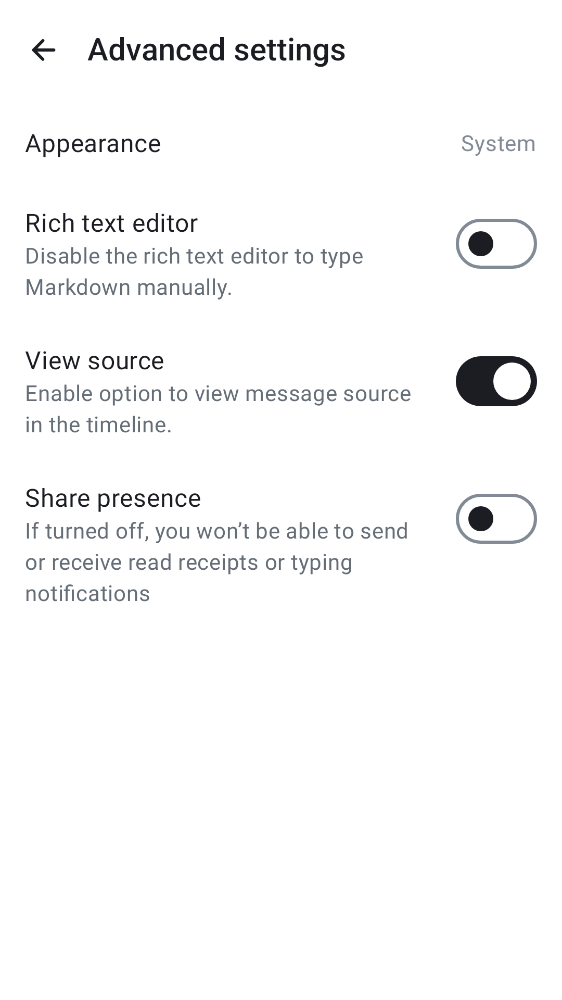 Advanced settings
Appearance
System
Rich text editor
Disable the rich text editor to type
Markdown manually.
View source
Enable option to view message source
in the timeline.
Share presence
If turned off, you won’t be able to send
or receive read receipts or typing
notifications